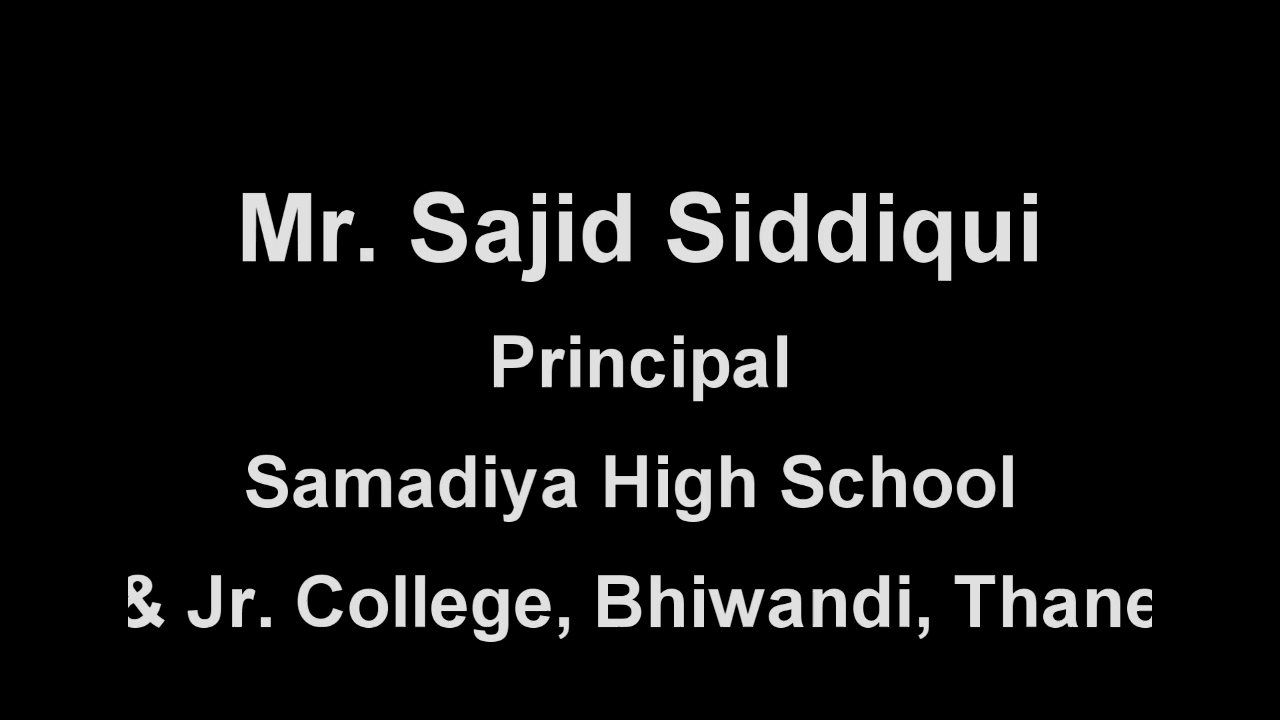 Mr. Sajid Siddiqui
Principal
Samadiya High School
& Jr. College, Bhiwandi, Thane